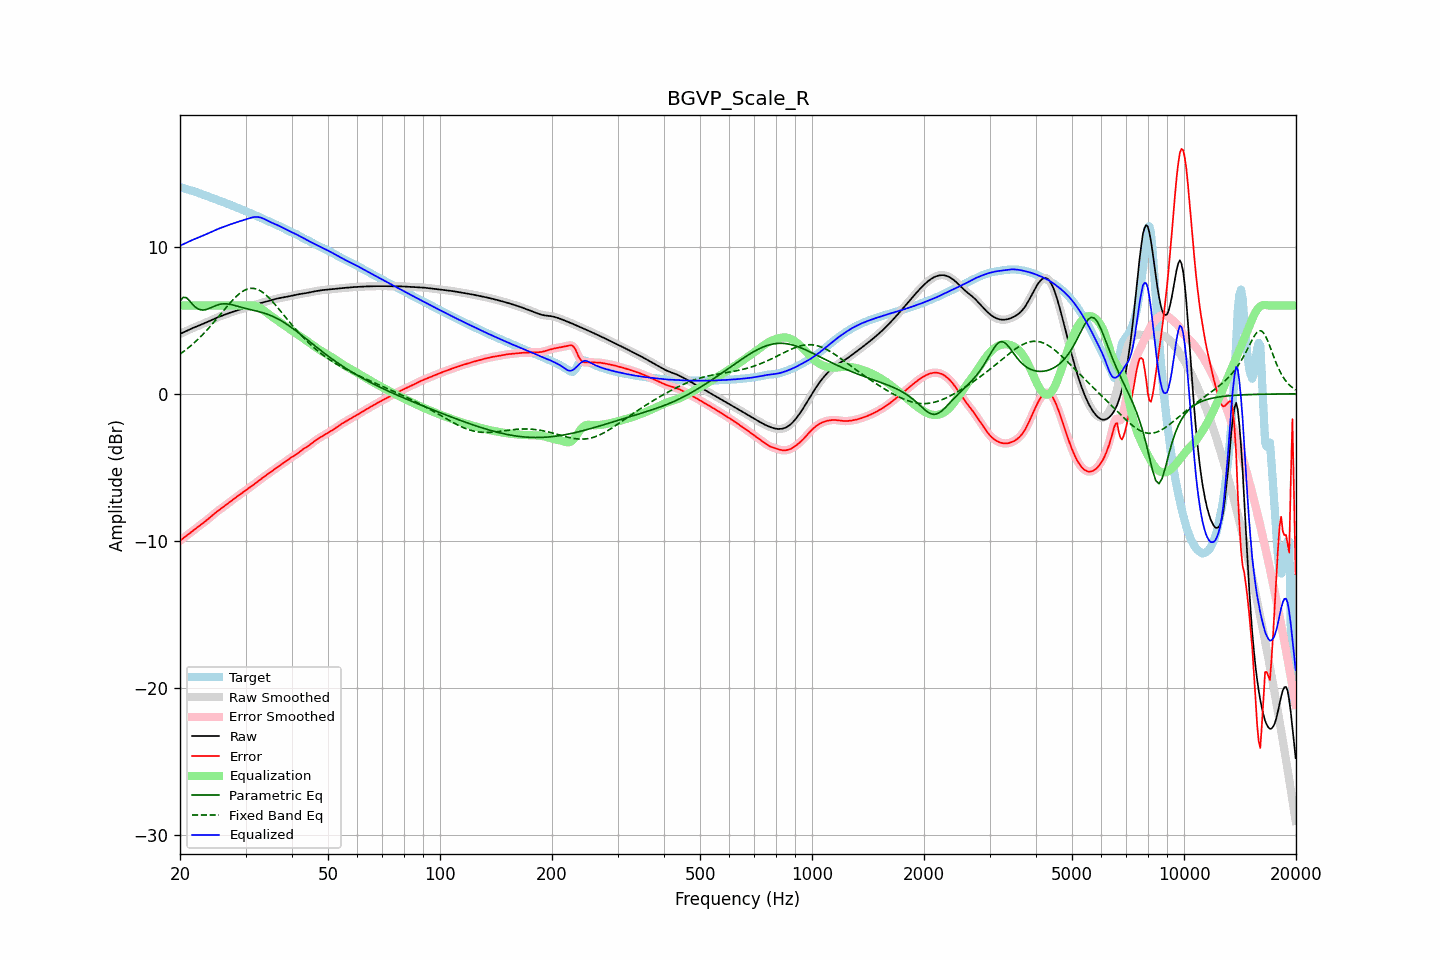 BGVP_Scale_R
Amplitude (dBr)
10
0
−10
−20
−30
Target
Raw Smoothed
Error Smoothed
Raw
Error
Equalization
Parametric Eq
Fixed Band Eq
Equalized
20 50 100 200 500 1000 2000 5000 10000 20000
Frequency (Hz)